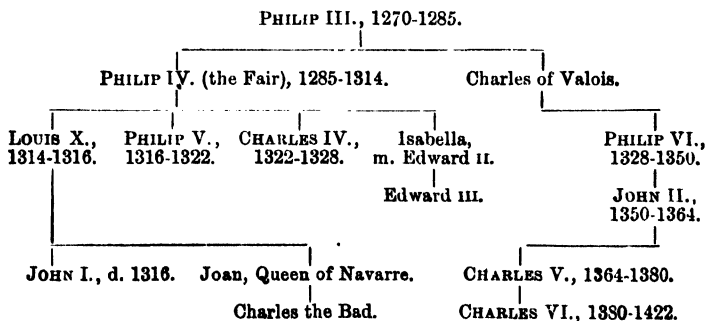 PHILIP III., 1270-1285.
PHILIP IV. (the Fair), 1285-1314. Charles of Valois.
LOUIS X., PHILIP V., CHARLES IV., Isabella, PHILIP VI.,
1314-1316. 1316-1322. 1322-1328. m. Edward II. 1328-1350.
Edward III. JOHN II.,
1350-1364.
JOHN I., d. 1316. Joan, Queen of Navarre. CHARLES V., 1364-1380.
Charles the Bad. CHARLES VI., 1380-1422.